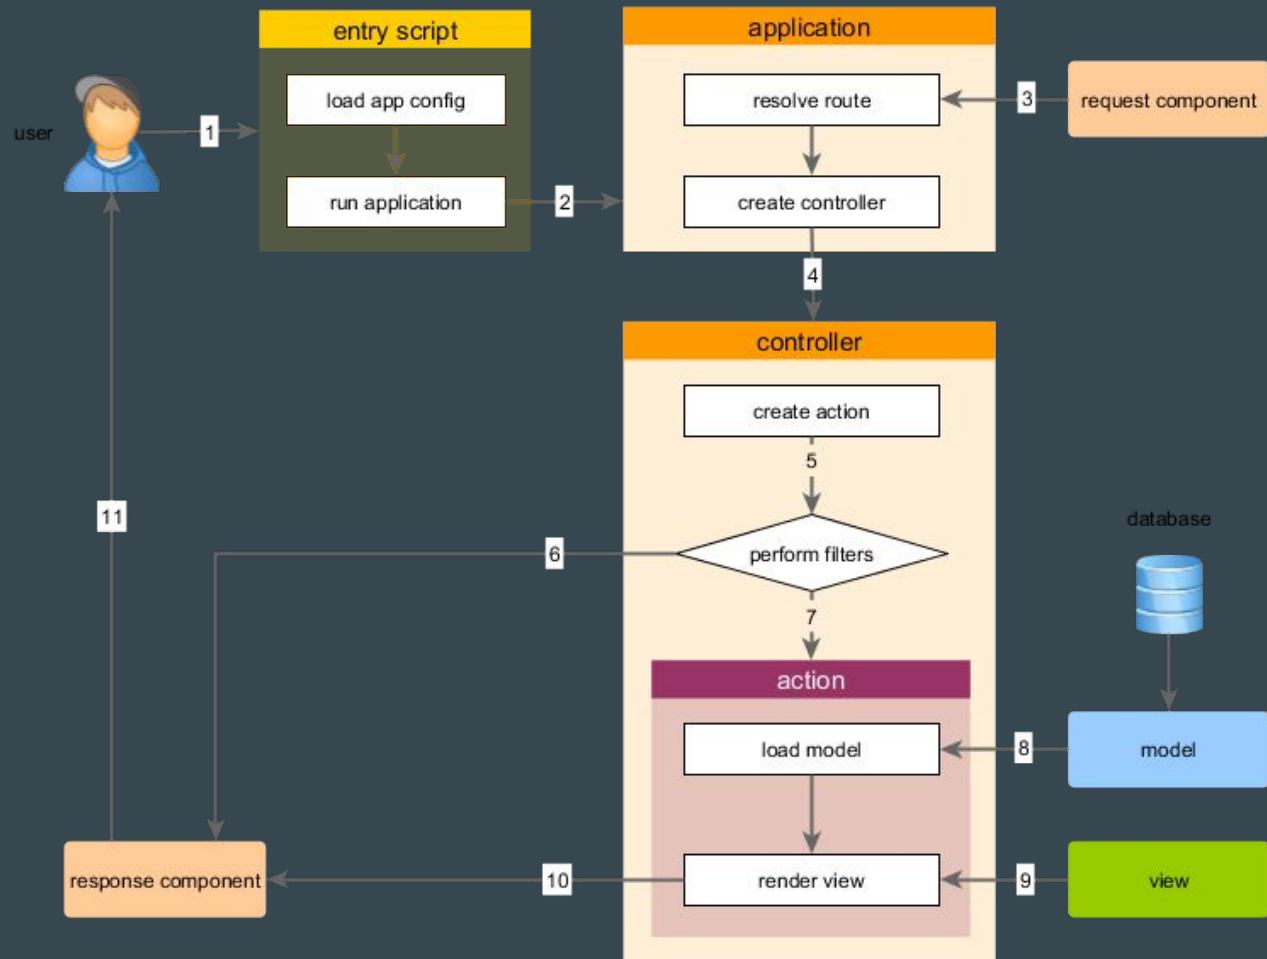 entry script
application
load app config
resolve route
3
request component
user
1
run application
2
create controller
4
controller
create action
5
11
database
6
perform filters
7
action
load model
8
model
response component
10
render view
9
view